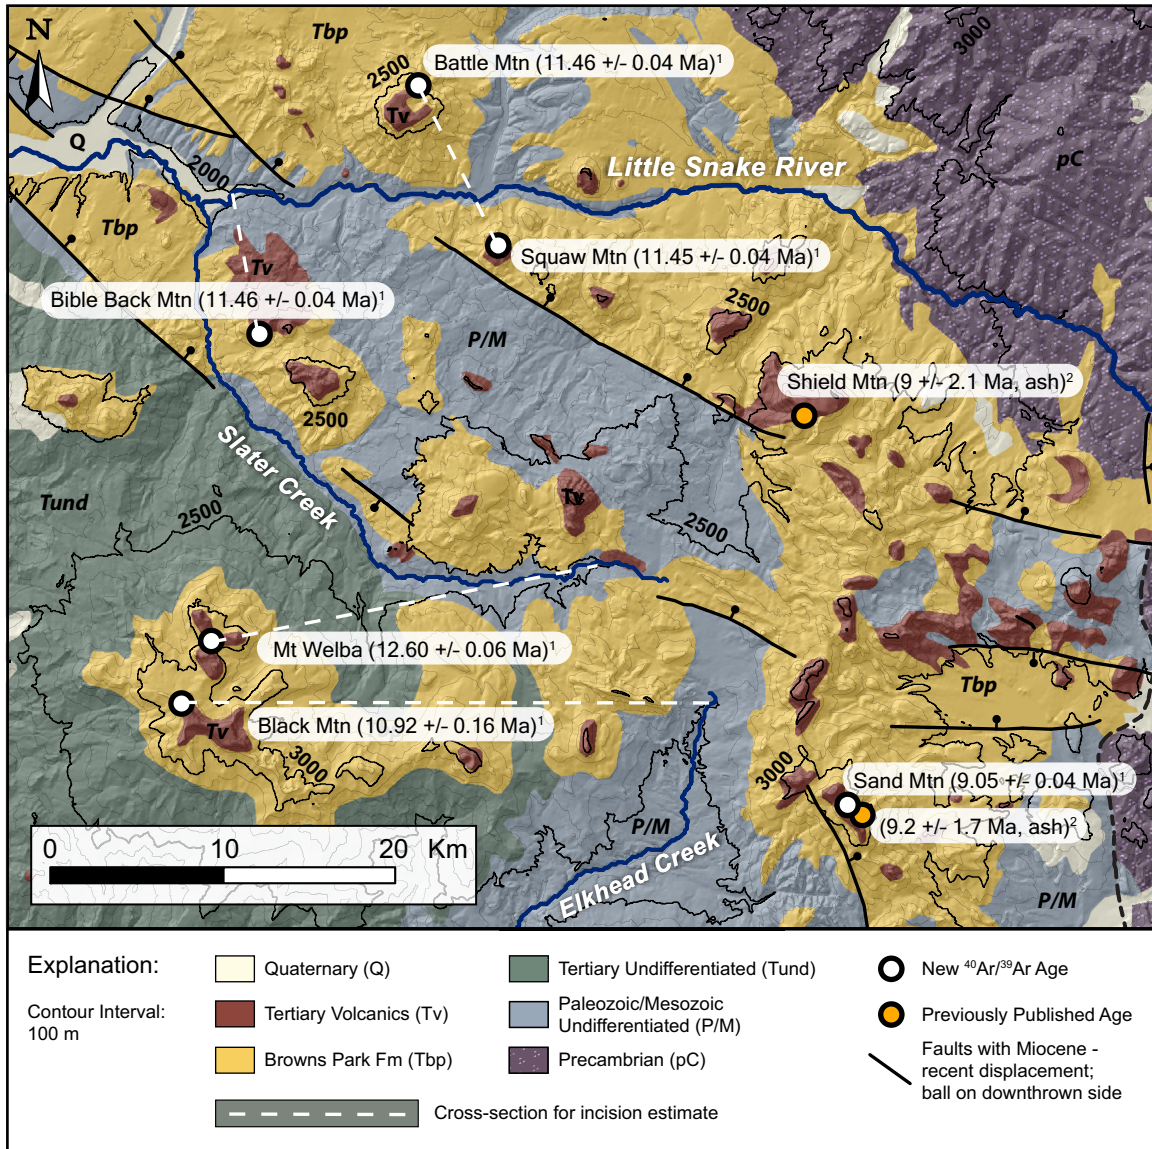 N
Tbp
3000
2500
Battle Mtn (11.46 +/- 0.04 Ma)¹
Tv
Q
2000
Little Snake River
pC
Tbp
Squaw Mtn (11.45 +/- 0.04 Ma)¹
Tv
Bible Back Mtn (11.46 +/- 0.04 Ma)¹
2500
P/M
Shield Mtn (9 +/- 2.1 Ma, ash)²
2500
Slater Creek
Tund
2500
Tv
2500
Mt Welba (12.60 +/- 0.06 Ma)¹
Tbp
Black Mtn (10.92 +/- 0.16 Ma)¹
Tv
3000
3000
Sand Mtn (9.05 +/- 0.04 Ma)¹
(9.2 +/- 1.7 Ma, ash)²
P/M
0 10 20 Km
Elkhead Creek
P/M
Explanation:
Contour Interval:
100 m
Quaternary (Q)
Tertiary Volcanics (Tv)
Browns Park Fm (Tbp)
Tertiary Undifferentiated (Tund)
Paleozoic/Mesozoic
Undifferentiated (P/M)
Precambrian (pC)
Cross-section for incision estimate
New ⁴⁰Ar/³⁹Ar Age
Previously Published Age
Faults with Miocene -
recent displacement;
ball on downthrown side